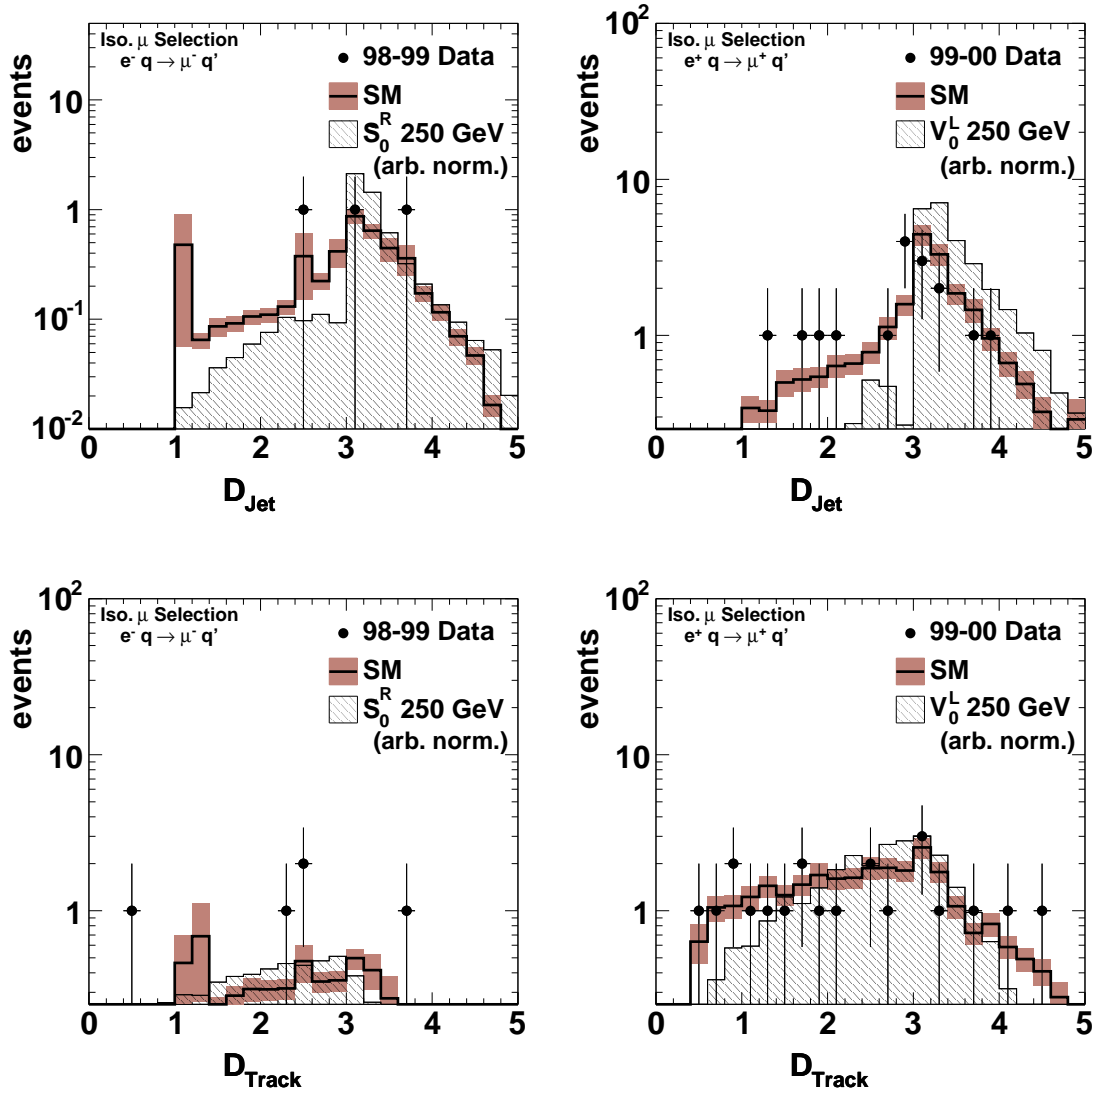 Iso. μ Selection
e⁻ q → μ⁻ q’
98-99 Data
SM
S₀ᴿ 250 GeV
(arb. norm.)
events
10
1
10⁻¹
10⁻²
0 1 2 3 4 5
D_Jet
Iso. μ Selection
e⁺ q → μ⁺ q’
99-00 Data
SM
V₀ᴸ 250 GeV
(arb. norm.)
events
10²
10
1
0 1 2 3 4 5
D_Jet
Iso. μ Selection
e⁻ q → μ⁻ q’
98-99 Data
SM
S₀ᴿ 250 GeV
(arb. norm.)
events
10²
10
1
0 1 2 3 4 5
D_Track
Iso. μ Selection
e⁺ q → μ⁺ q’
99-00 Data
SM
V₀ᴸ 250 GeV
(arb. norm.)
events
10²
10
1
0 1 2 3 4 5
D_Track